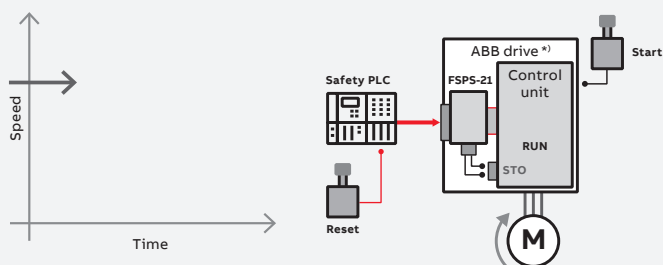 Speed
Time
Safety PLC
Reset
ABB drive *)
FSPS-21
Control
unit
RUN
STO
Start
M